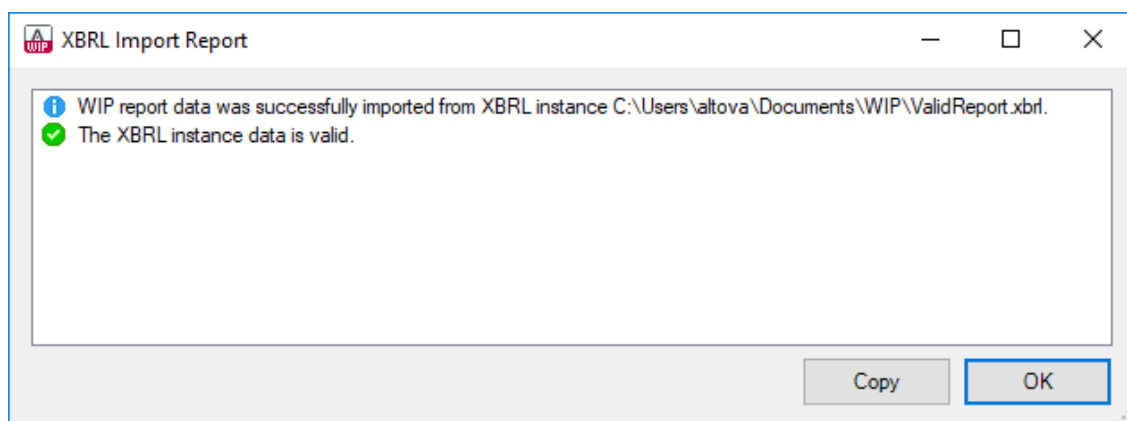 WIP
XBRL Import Report
WIP report data was successfully imported from XBRL instance C:\Users\altova\Documents\WIP\ValidReport.xbrl.
The XBRL instance data is valid.
Copy
OK